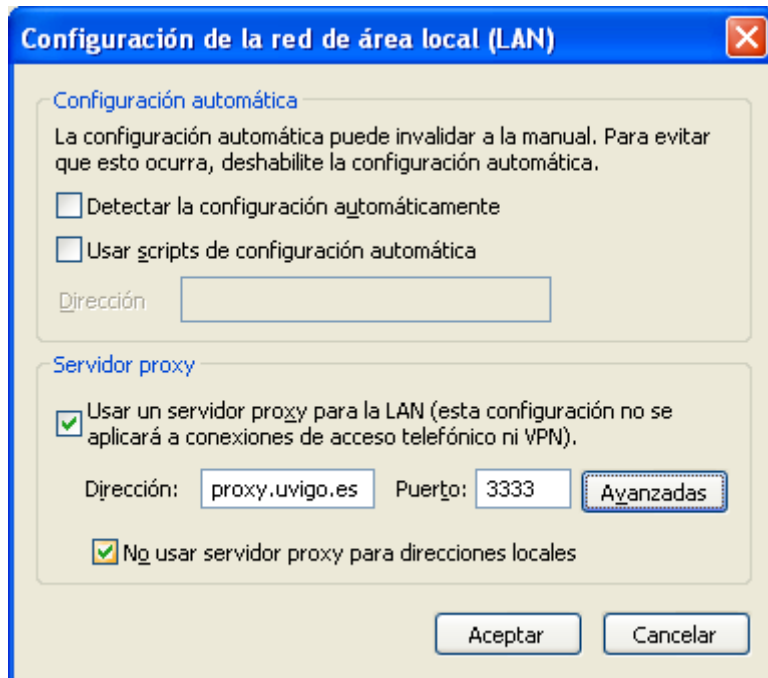 Configuración de la red de área local (LAN)
Configuración automática
La configuración automática puede invalidar a la manual. Para evitar
que esto ocurra, deshabilite la configuración automática.
Detectar la configuración automáticamente
Usar scripts de configuración automática
Dirección
Servidor proxy
Usar un servidor proxy para la LAN (esta configuración no se
aplicará a conexiones de acceso telefónico ni VPN).
Dirección: proxy.uvigo.es Puerto: 3333 Avanzadas
No usar servidor proxy para direcciones locales
Aceptar Cancelar